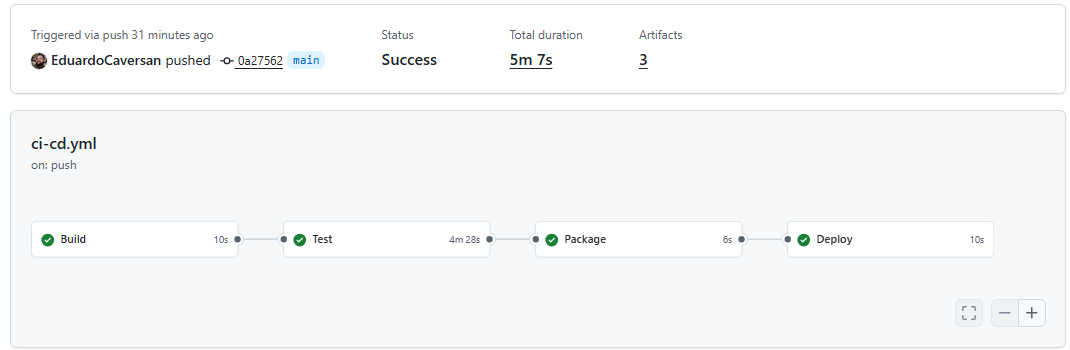 Triggered via push 31 minutes ago
EduardoCaversan pushed 0a27562 main
Status
Success
Total duration
5m 7s
Artifacts
3
ci-cd.yml
on: push
Build 10s
Test 4m 28s
Package 6s
Deploy 10s